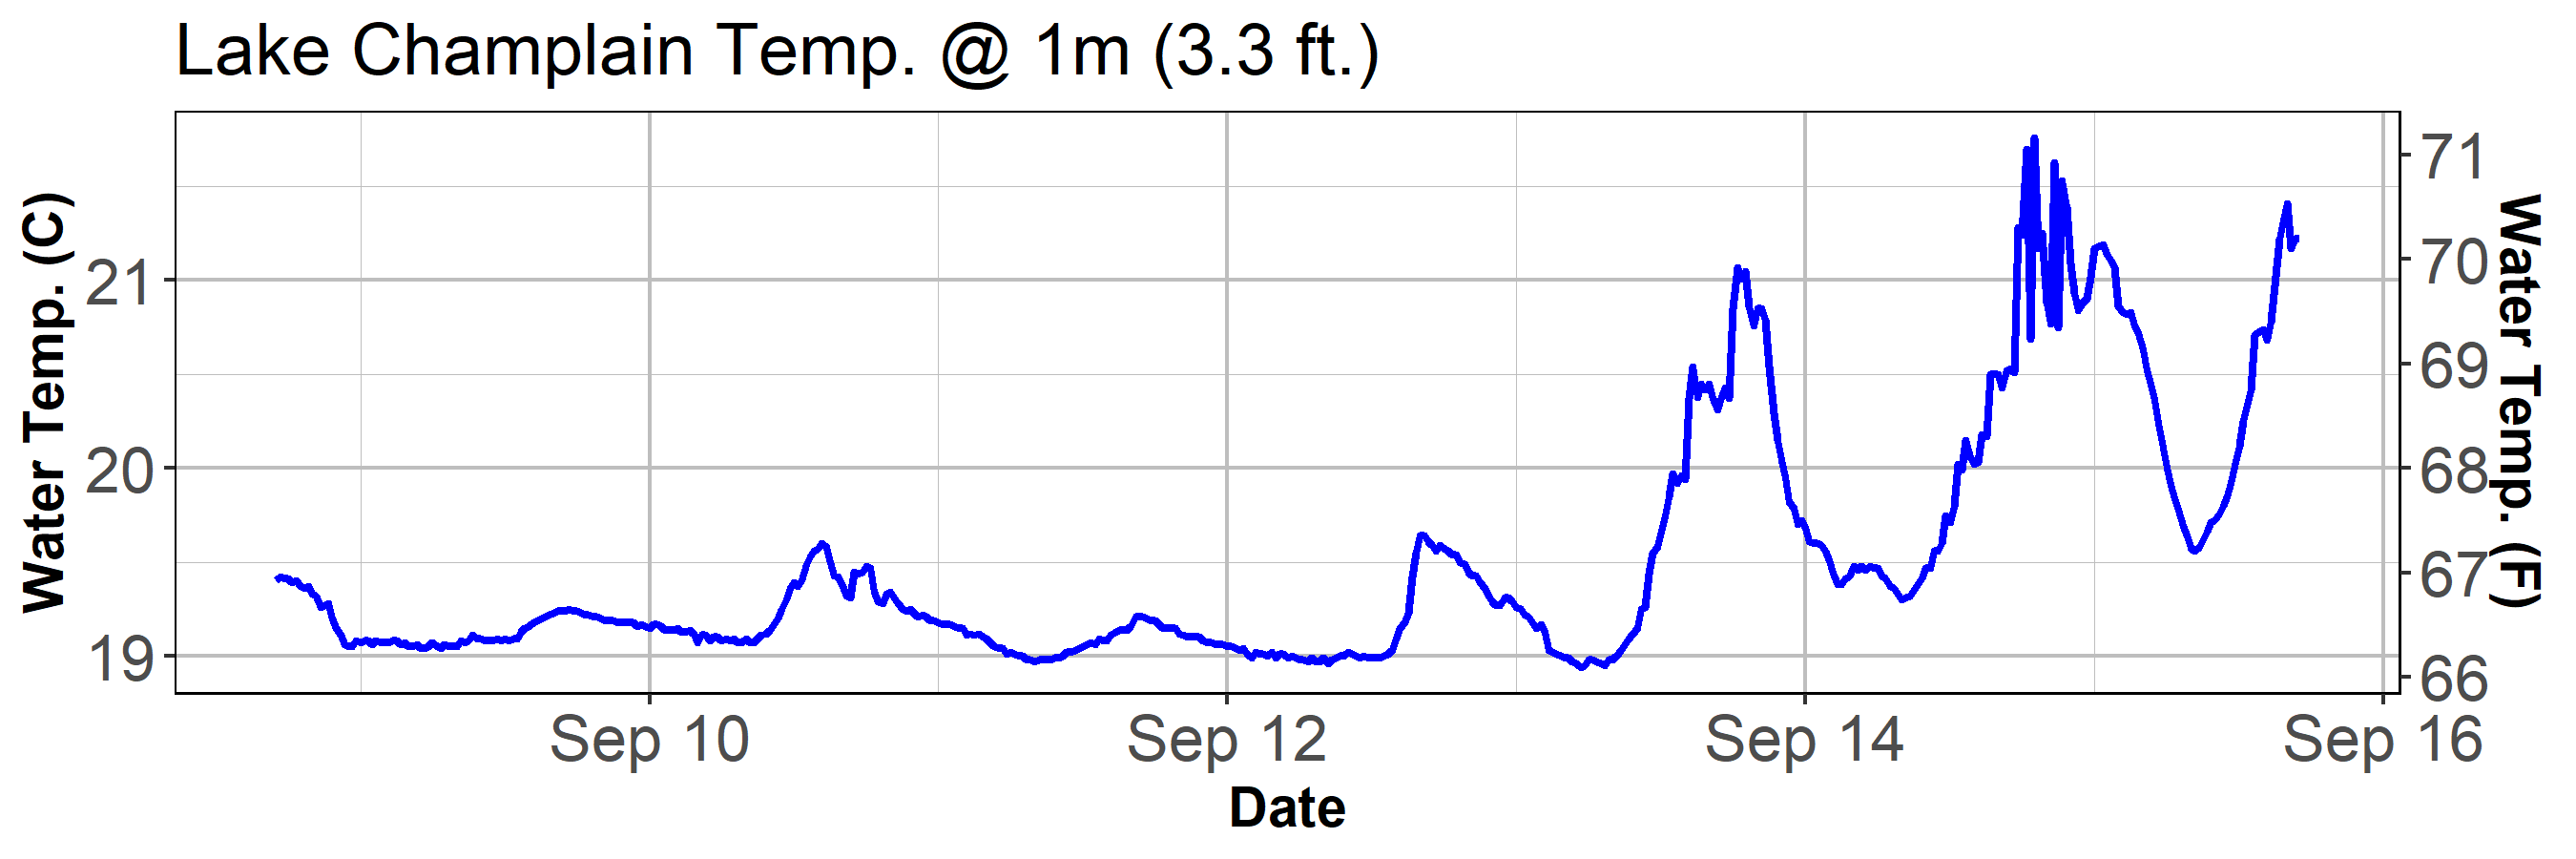 Lake Champlain Temp. @ 1m (3.3 ft.)
Water Temp. (C)
21
20
19
71
70
69
68
67
66
Water Temp. (F)
Sep 10
Sep 12
Sep 14
Sep 16
Date